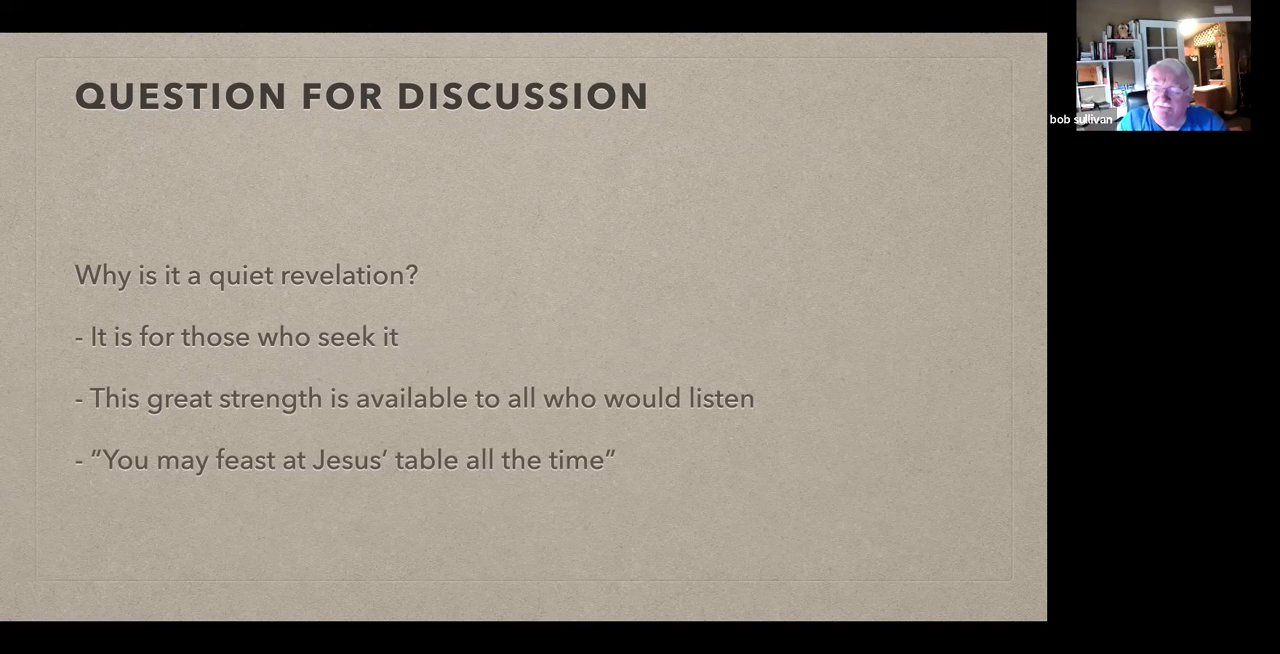 QUESTION FOR DISCUSSION
bob sullivan
Why is it a quiet revelation?
- It is for those who seek it
- This great strength is available to all who would listen
- “You may feast at Jesus’ table all the time”